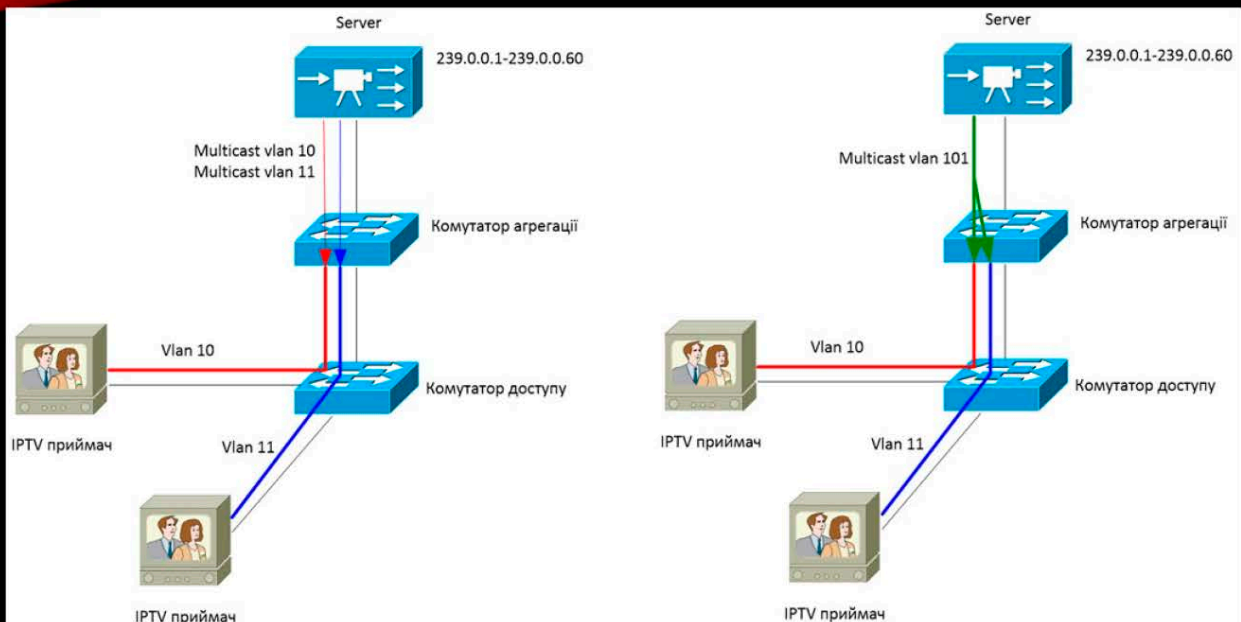 Server
239.0.0.1-239.0.0.60
Multicast vlan 10
Multicast vlan 11
Комутатор агрегації
Vlan 10
Комутатор доступу
IPTV приймач
Vlan 11
IPTV приймач
Server
239.0.0.1-239.0.0.60
Multicast vlan 101
Комутатор агрегації
Vlan 10
Комутатор доступу
IPTV приймач
Vlan 11
IPTV приймач